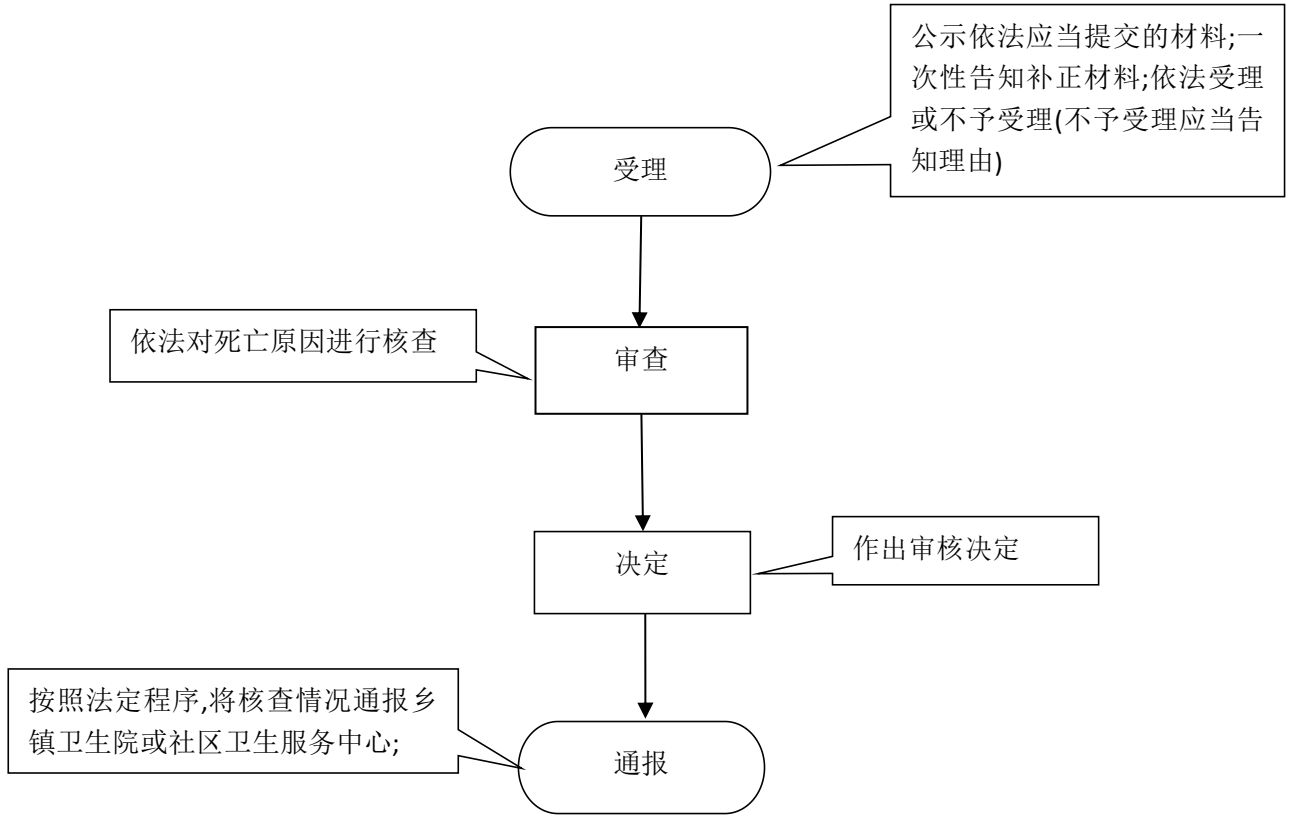 公示依法应当提交的材料;一
次性告知补正材料;依法受理
或不予受理(不予受理应当告
知理由)
受理
依法对死亡原因进行核查
审查
决定
作出审核决定
按照法定程序,将核查情况通报乡
镇卫生院或社区卫生服务中心;
通报